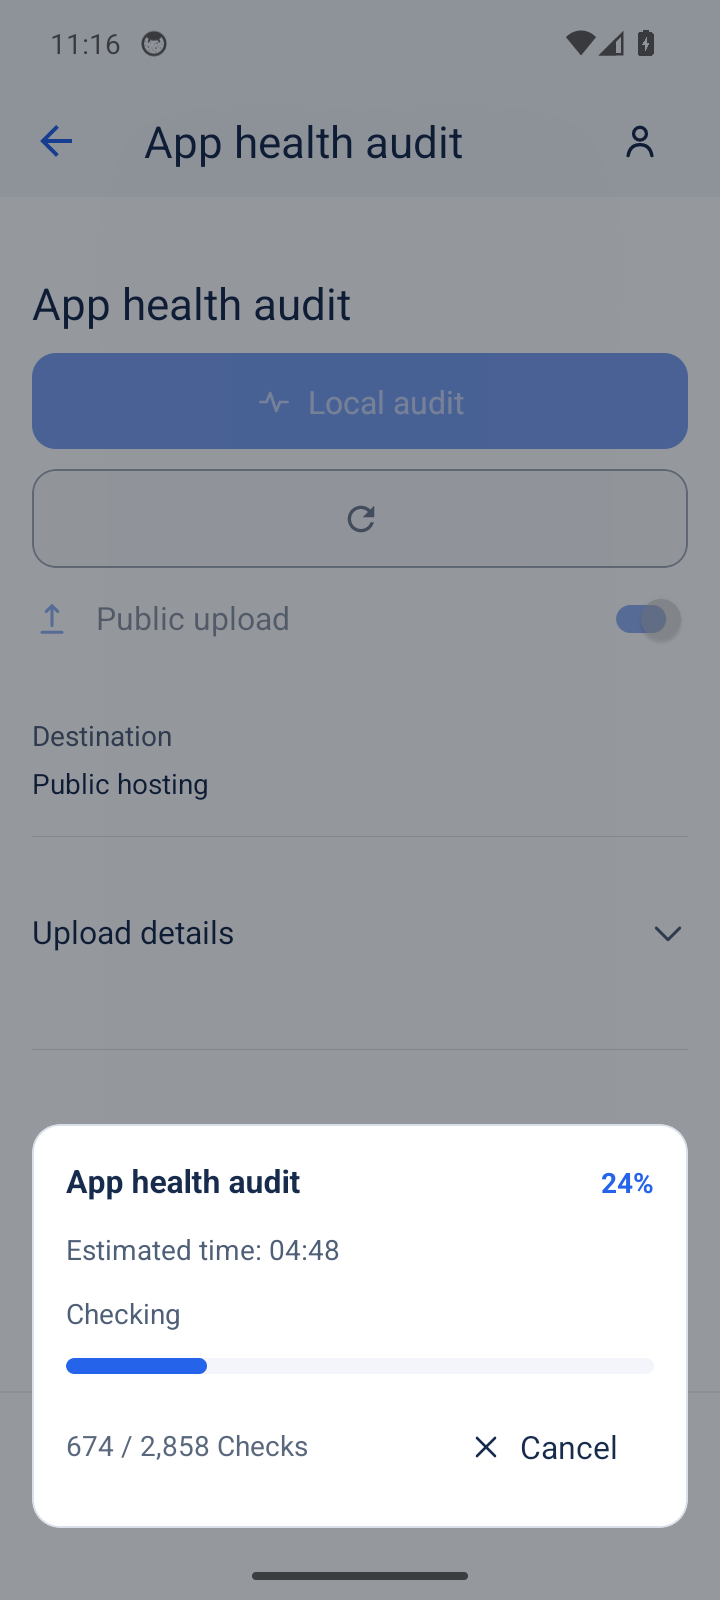 11:16
App health audit
App health audit
Local audit
Public upload
Destination
Public hosting
Upload details
App health audit 24%
Estimated time: 04:48
Checking
674 / 2,858 Checks Cancel